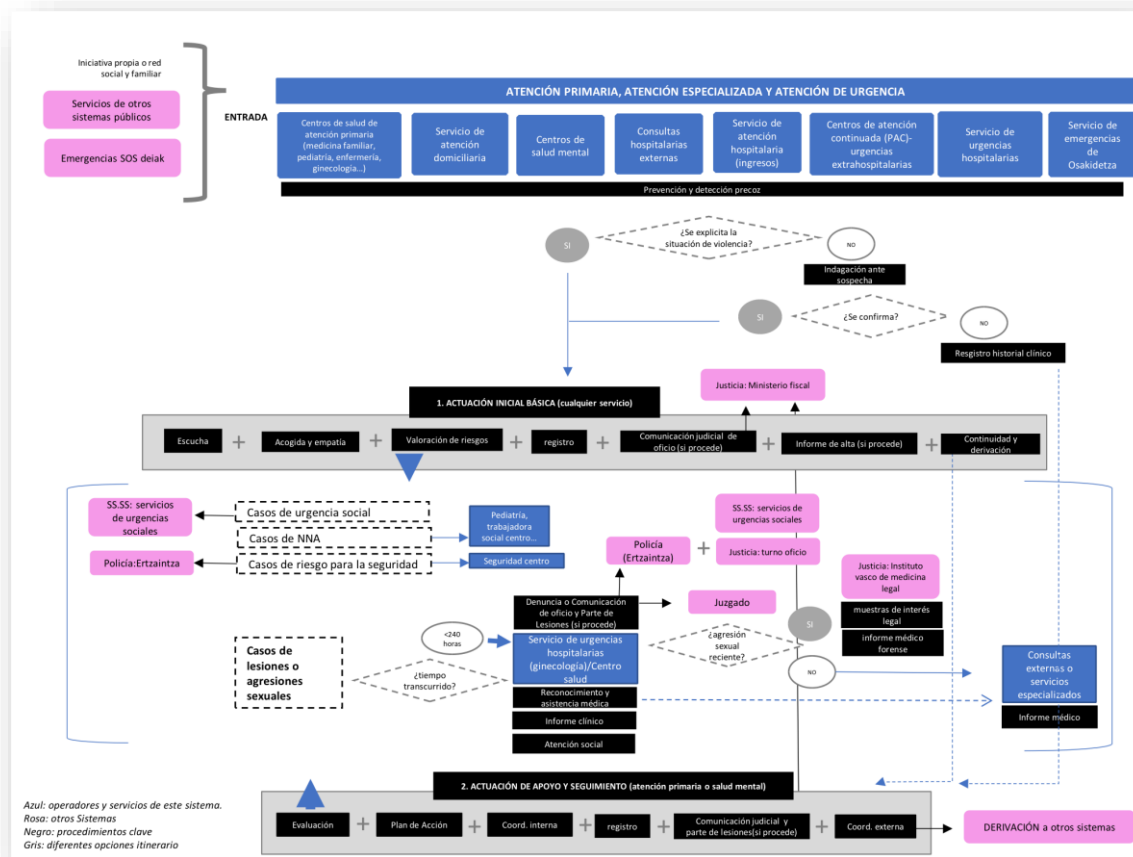 Iniciativa propia o red
social y familiar
Servicios de otros
sistemas públicos
Emergencias SOS deiak
ENTRADA
ATENCIÓN PRIMARIA, ATENCIÓN ESPECIALIZADA Y ATENCIÓN DE URGENCIA
Centros de salud de
atención primaria
(medicina familiar,
pediatría, enfermería,
ginecología...)
Servicio de
atención
domiciliaria
Centros de
salud mental
Consultas
hospitalarias
externas
Servicio de
atención
hospitalaria
(ingresos)
Centros de atención
continuada (PAC)-
urgencias
extrahospitalarias
Servicio de
urgencias
hospitalarias
Servicio de
emergencias
de
Osakidetza
Prevención y detección precoz
SI
¿Se explicita la
situación de violencia?
NO
Indagación ante
sospecha
SI
¿Se confirma?
NO
Resgistro historial clínico
Justicia: Ministerio fiscal
1. ACTUACIÓN INICIAL BÁSICA (cualquier servicio)
Escucha
+
Acogida y empatía
+
Valoración de riesgos
+
registro
+
Comunicación judicial de
oficio (si procede)
+
Informe de alta (si procede)
+
Continuidad y
derivación
SS.SS: servicios
de urgencias
sociales
Casos de urgencia social
Casos de NNA
Pediatría,
trabajadora
social centro...
Policía:Ertzaintza
Casos de riesgo para la seguridad
Seguridad centro
Policía
(Ertzaintza)
+
SS.SS: servicios de
urgencias sociales
Justicia: turno oficio
Justicia: Instituto
vasco de medicina
legal
muestras de interés
legal
informe médico
forense
Denuncia o Comunicación
de oficio y Parte de
Lesiones (si procede)
Juzgado
SI
Casos de
lesiones o
agresiones
sexuales
<240
horas
¿tiempo
transcurrido?
Servicio de urgencias
hospitalarias
(ginecología)/Centro
salud
¿agresión
sexual
reciente?
NO
Reconocimiento y
asistencia médica
Informe clínico
Atención social
Consultas
externas o
servicios
especializados
Informe médico
2. ACTUACIÓN DE APOYO Y SEGUIMIENTO (atención primaria o salud mental)
Evaluación
+
Plan de Acción
+
Coord. interna
+
registro
+
Comunicación judicial y
parte de lesiones(si procede)
+
Coord. externa
DERIVACIÓN a otros sistemas
Azul: operadores y servicios de este sistema.
Rosa: otros Sistemas
Negro: procedimientos clave
Gris: diferentes opciones itinerario